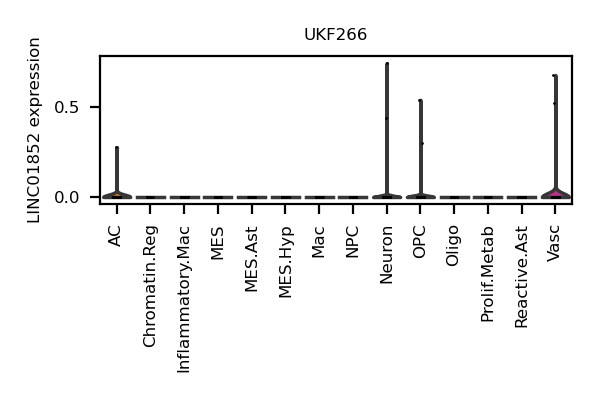 UKF266
LINC01852 expression
0.5
0.0
AC
Chromatin.Reg
Inflammatory.Mac
MES
MES.Ast
MES.Hyp
Mac
NPC
Neuron
OPC
Oligo
Prolif.Metab
Reactive.Ast
Vasc